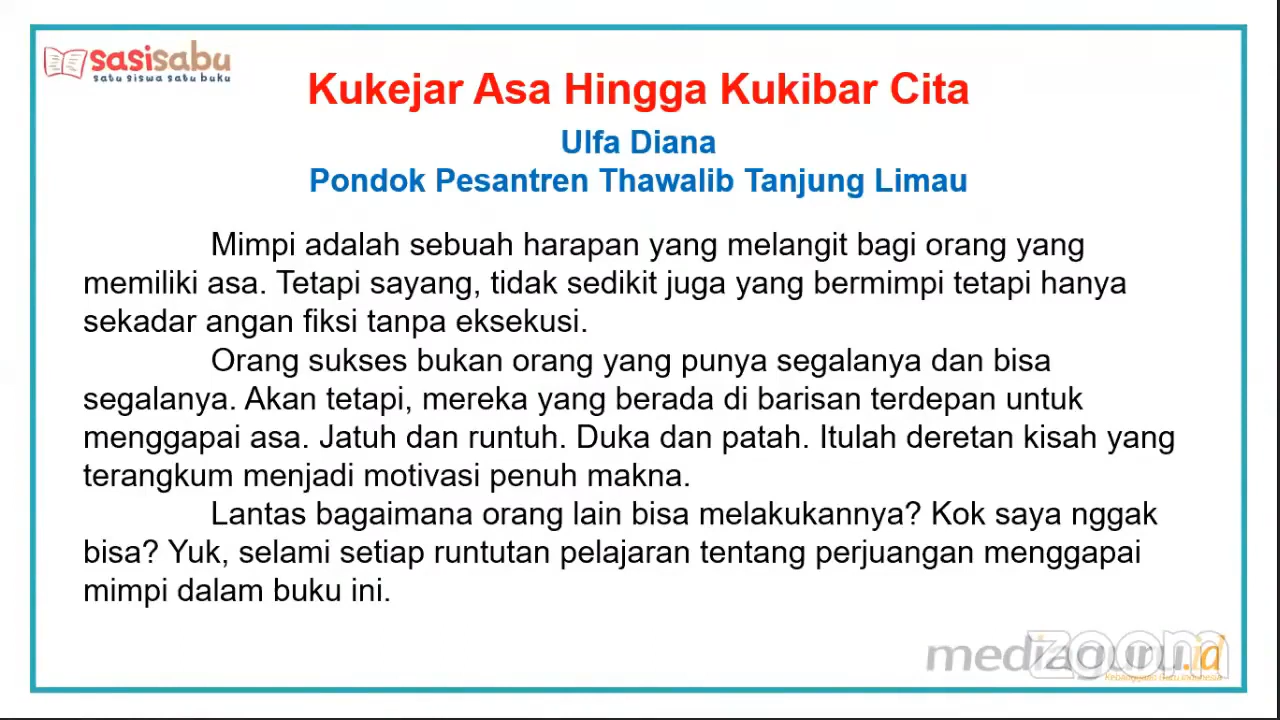 sasisabu
satu siswa satu buku
Kukejar Asa Hingga Kukibar Cita
Ulfa Diana
Pondok Pesantren Thawalib Tanjung Limau
Mimpi adalah sebuah harapan yang melangit bagi orang yang
memiliki asa. Tetapi sayang, tidak sedikit juga yang bermimpi tetapi hanya
sekadar angan fiksi tanpa eksekusi.
Orang sukses bukan orang yang punya segalanya dan bisa
segalanya. Akan tetapi, mereka yang berada di barisan terdepan untuk
menggapai asa. Jatuh dan runtuh. Duka dan patah. Itulah deretan kisah yang
terangkum menjadi motivasi penuh makna.
Lantas bagaimana orang lain bisa melakukannya? Kok saya nggak
bisa? Yuk, selami setiap runtutan pelajaran tentang perjuangan menggapai
mimpi dalam buku ini.
mediaguru.id
zoom
Kebanggaan Guru Indonesia